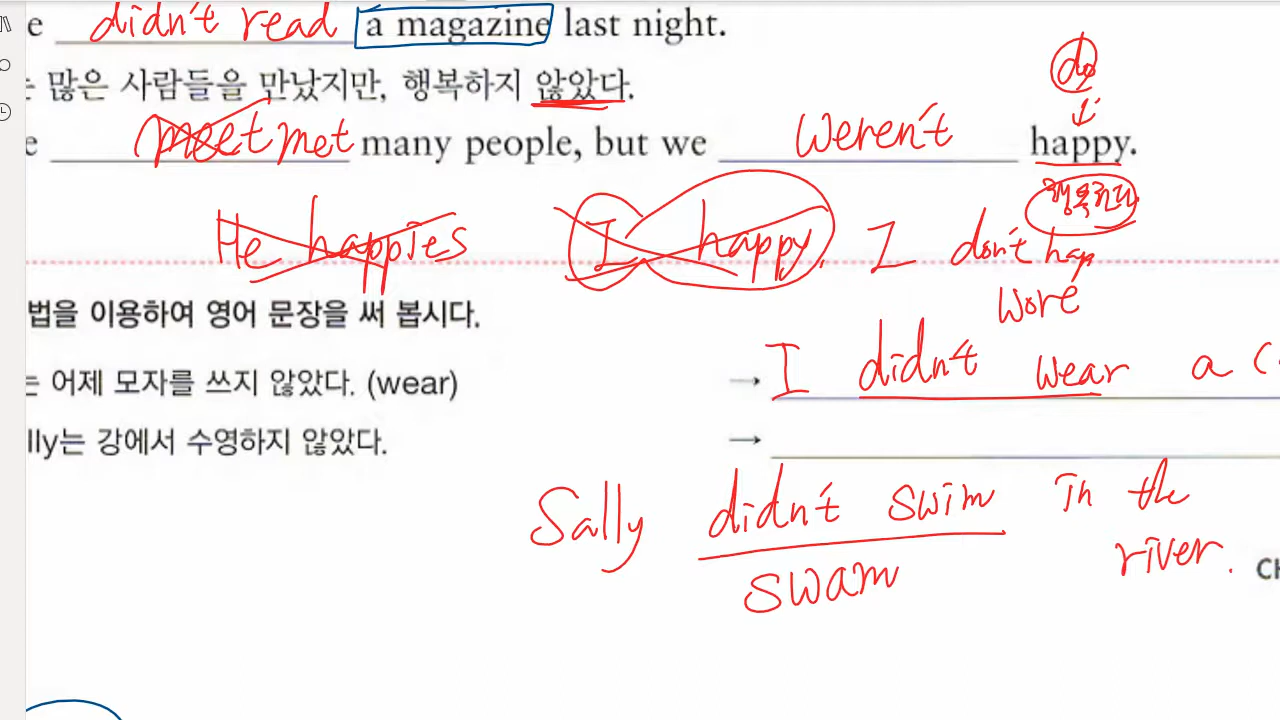 e didn't read a magazine last night.
는 많은 사람들을 만났지만, 행복하지 않았다.
do
e meet met many people, but we weren't happy.
행복한
He happies I happy. I don't hap
wore
법을 이용하여 영어 문장을 써 봅시다.
는 어제 모자를 쓰지 않았다. (wear) → I didn't wear a
lly는 강에서 수영하지 않았다. →
Sally didn't swim in the
swam river.
CH